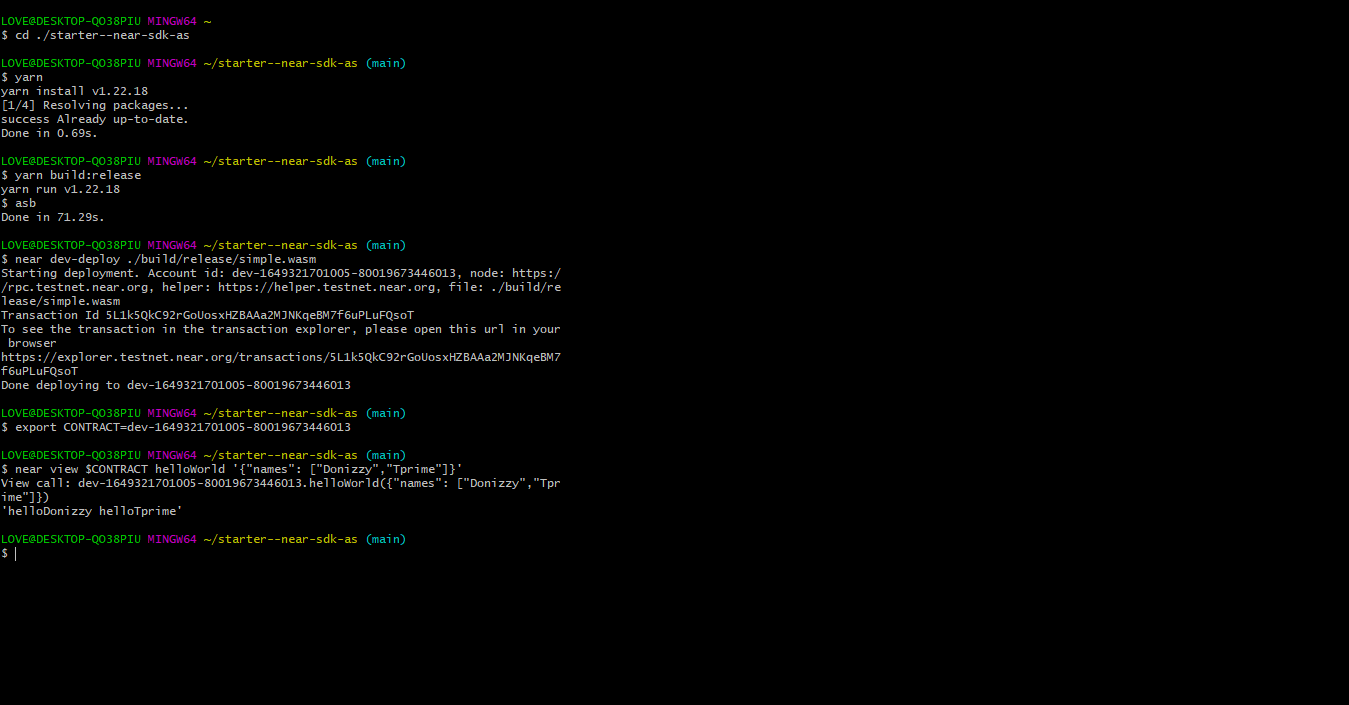 LOVE@DESKTOP-QO38PIU MINGW64 ~
$ cd ./starter--near-sdk-as
LOVE@DESKTOP-QO38PIU MINGW64 ~/starter--near-sdk-as (main)
$ yarn
yarn install v1.22.18
[1/4] Resolving packages...
success Already up-to-date.
Done in 0.69s.
LOVE@DESKTOP-QO38PIU MINGW64 ~/starter--near-sdk-as (main)
$ yarn build:release
yarn run v1.22.18
$ asb
Done in 71.29s.
LOVE@DESKTOP-QO38PIU MINGW64 ~/starter--near-sdk-as (main)
$ near dev-deploy ./build/release/simple.wasm
Starting deployment. Account id: dev-1649321701005-80019673446013, node: https:/
/rpc.testnet.near.org, helper: https://helper.testnet.near.org, file: ./build/re
lease/simple.wasm
Transaction Id 5L1k5QkC92rGoUosxHZBAAa2MJNKqeBM7f6uPLuFQsoT
To see the transaction in the transaction explorer, please open this url in your
 browser
https://explorer.testnet.near.org/transactions/5L1k5QkC92rGoUosxHZBAAa2MJNKqeBM7
f6uPLuFQsoT
Done deploying to dev-1649321701005-80019673446013
LOVE@DESKTOP-QO38PIU MINGW64 ~/starter--near-sdk-as (main)
$ export CONTRACT=dev-1649321701005-80019673446013
LOVE@DESKTOP-QO38PIU MINGW64 ~/starter--near-sdk-as (main)
$ near view $CONTRACT helloWorld '{"names": ["Donizzy","Tprime"]}'
View call: dev-1649321701005-80019673446013.helloWorld({"names": ["Donizzy","Tpr
ime"]})
'helloDonizzy helloTprime'
LOVE@DESKTOP-QO38PIU MINGW64 ~/starter--near-sdk-as (main)
$